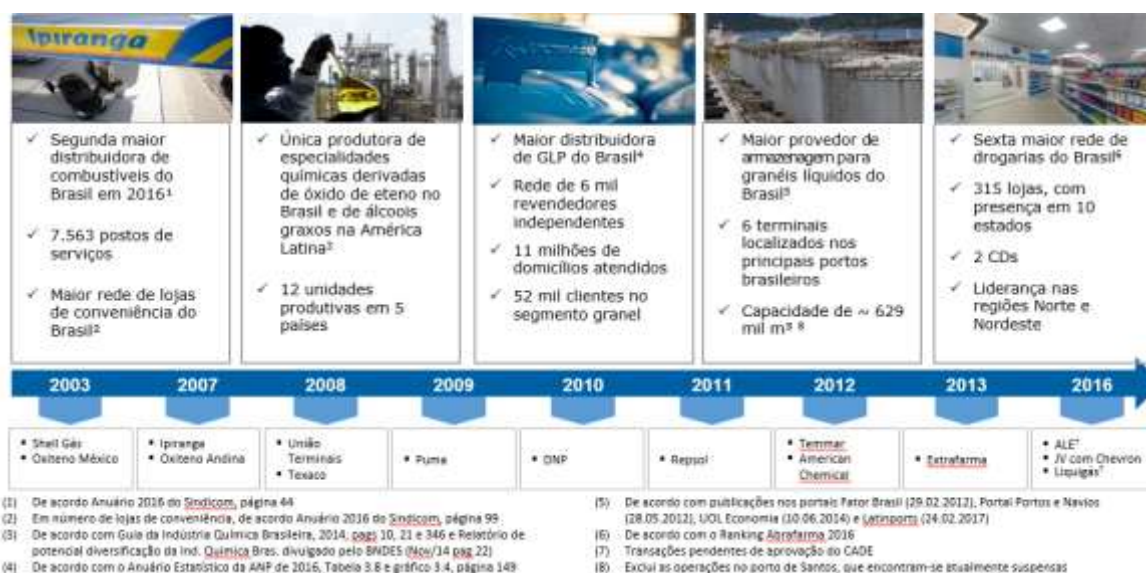 Ipiranga
✓ Segunda maior
distribuidora de
combustíveis do
Brasil em 2016¹
✓ 7.563 postos de
serviços
✓ Maior rede de lojas
de conveniência do
Brasil²
✓ Única produtora de
especialidades
químicas derivadas
de óxido de eteno no
Brasil e de álcoois
graxos na América
Latina³
✓ 12 unidades
produtivas em 5
países
✓ Maior distribuidora
de GLP do Brasil⁴
✓ Rede de 6 mil
revendedores
independentes
✓ 11 milhões de
domicílios atendidos
✓ 52 mil clientes no
segmento granel
✓ Maior provedor de
armazenagem para
granéis líquidos do
Brasil⁵
✓ 6 terminais
localizados nos
principais portos
brasileiros
✓ Capacidade de ~ 629
mil m³ ⁸
✓ Sexta maior rede de
drogarias do Brasil⁶
✓ 315 lojas, com
presença em 10
estados
✓ 2 CDs
✓ Liderança nas
regiões Norte e
Nordeste
2003 2007 2008 2009 2010 2011 2012 2013 2016
▪ Shell Gás
▪ Oxiteno México
▪ Ipiranga
▪ Oxiteno Andina
▪ União
Terminais
▪ Texaco
▪ Puma
▪ DNP
▪ Repsol
▪ Temmar
▪ American
Chemical
▪ Extrafarma
▪ ALE⁷
▪ JV com Chevron
▪ Liquigás⁷
(1) De acordo Anuário 2016 do Sindicom, página 44
(2) Em número de lojas de conveniência, de acordo Anuário 2016 do Sindicom, página 99
(3) De acordo com Guia da Indústria Química Brasileira, 2014, pags 10, 21 e 346 e Relatório de
potencial diversificação da Ind. Química Bras. divulgado pelo BNDES (Nov/14 pag 22)
(4) De acordo com o Anuário Estatístico da ANP de 2016, Tabela 3.8 e gráfico 3.4, página 149
(5) De acordo com publicações nos portais Fator Brasil (29.02.2012), Portal Portos e Navios
(28.05.2012), UOL Economia (10.06.2014) e Latinports (24.02.2017)
(6) De acordo com o Ranking Abrafarma 2016
(7) Transações pendentes de aprovação do CADE
(8) Exclui as operações no porto de Santos, que encontram-se atualmente suspensas